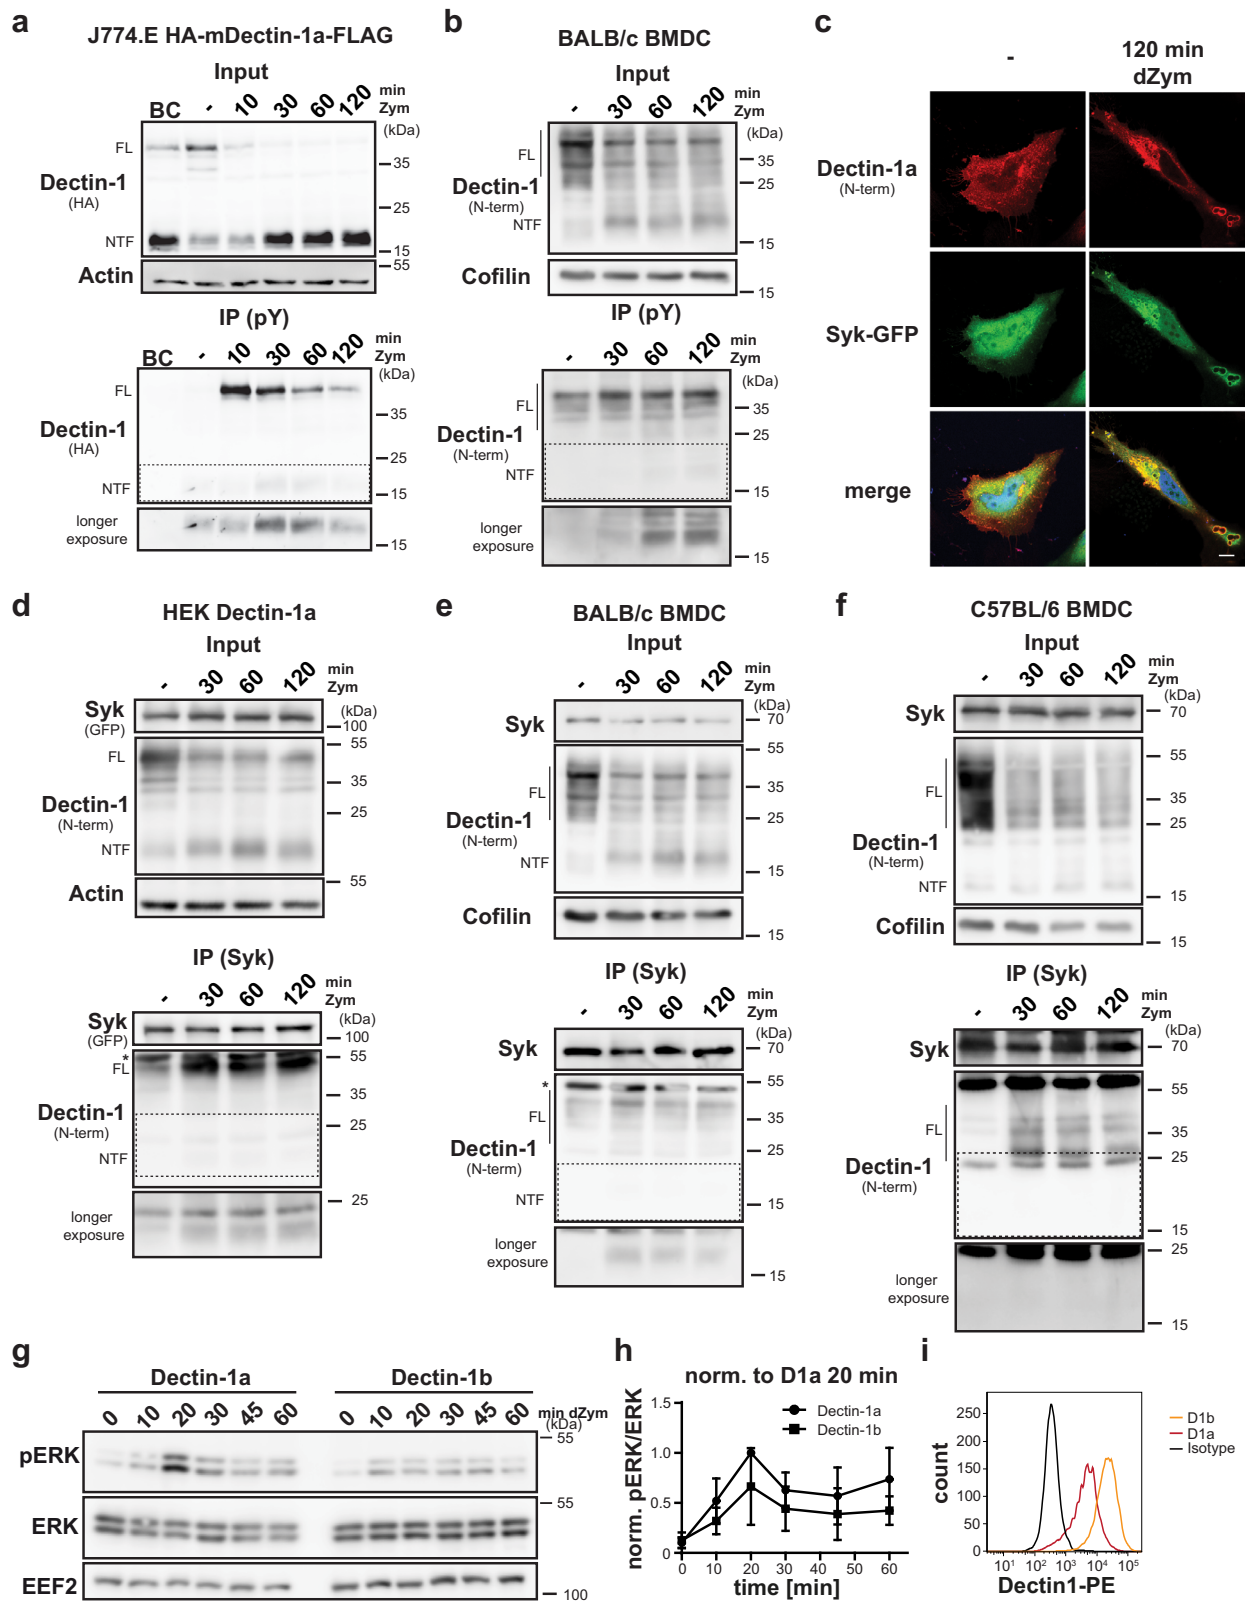 a
J774.E HA-mDectin-1a-FLAG
Input
BC - 10 30 60 120 min Zym
(kDa)
FL
35
Dectin-1
(HA)
25
NTF
15
55
Actin
IP (pY)
BC - 10 30 60 120 min Zym
(kDa)
FL
35
Dectin-1
(HA)
25
NTF
15
longer exposure
15
b
BALB/c BMDC
Input
- 30 60 120 min Zym
(kDa)
FL
35
Dectin-1
25
(N-term)
NTF
15
Cofilin
15
IP (pY)
- 30 60 120 min Zym
(kDa)
FL
35
Dectin-1
25
(N-term)
NTF
15
longer exposure
15
c
-
120 min dZym
Dectin-1a
(N-term)
Syk-GFP
merge
d
HEK Dectin-1a
Input
- 30 60 120 min Zym
Syk
(GFP)
(kDa)
100
55
FL
35
Dectin-1
(N-term)
25
NTF
55
Actin
IP (Syk)
- 30 60 120 min Zym
Syk
(GFP)
(kDa)
100
*
55
FL
35
Dectin-1
(N-term)
25
NTF
25
longer exposure
e
BALB/c BMDC
Input
- 30 60 120 min Zym
(kDa)
Syk
70
55
FL
35
Dectin-1
25
(N-term)
NTF
15
Cofilin
15
IP (Syk)
- 30 60 120 min Zym
(kDa)
Syk
70
*
55
FL
35
Dectin-1
25
(N-term)
NTF
15
longer exposure
15
f
C57BL/6 BMDC
Input
- 30 60 120 min Zym
(kDa)
Syk
70
55
FL
35
25
Dectin-1
(N-term)
NTF
15
Cofilin
15
IP (Syk)
- 30 60 120 min Zym
(kDa)
Syk
70
55
FL
35
25
Dectin-1
(N-term)
15
25
longer exposure
15
g
Dectin-1a Dectin-1b
0 10 20 30 45 60 0 10 20 30 45 60 min dZym
(kDa)
pERK
55
55
ERK
EEF2
100
h
norm. to D1a 20 min
1.5
1.0
0.5
0
norm. pERK/ERK
Dectin-1a
Dectin-1b
0 10 20 30 40 50 60
time [min]
i
250
200
150
100
50
0
count
D1b
D1a
Isotype
10¹ 10² 10³ 10⁴ 10⁵
Dectin1-PE